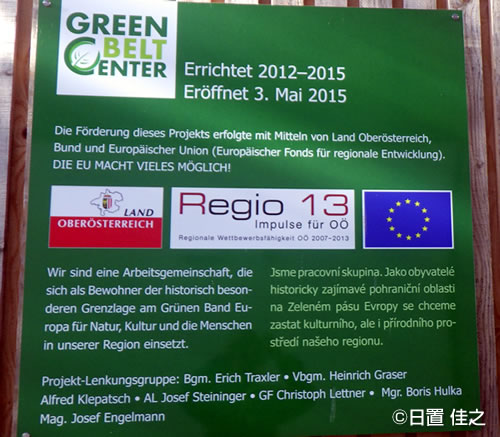 GREEN
BELT
CENTER
Errichtet 2012–2015
Eröffnet 3. Mai 2015
Die Förderung dieses Projekts erfolgte mit Mitteln von Land Oberösterreich,
Bund und Europäischer Union (Europäischer Fonds für regionale Entwicklung).
DIE EU MACHT VIELES MÖGLICH!
LAND
OBERÖSTERREICH
Regio 13
Impulse für OÖ
Regionale Wettbewerbsfähigkeit OÖ 2007-2013
Wir sind eine Arbeitsgemeinschaft, die
sich als Bewohner der historisch beson-
deren Grenzlage am Grünen Band Eu-
ropa für Natur, Kultur und die Menschen
in unserer Region einsetzt.
Jsme pracovní skupina. Jako obyvatelé
historicky zajímavé pohraniční oblasti
na Zeleném pásu Evropy se chceme
zastat kulturního, ale i přírodního pro-
středí našeho regionu.
Projekt-Lenkungsgruppe: Bgm. Erich Traxler • Vbgm. Heinrich Graser
Alfred Klepatsch • AL Josef Steininger • GF Christoph Lettner • Mgr. Boris Hulka
Mag. Josef Engelmann
©日置 佳之